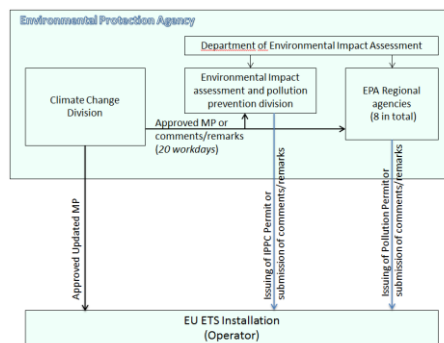 Environmental Protection Agency
Department of Environmental Impact Assessment
Climate Change
Division
Environmental Impact
assessment and pollution
prevention division
EPA Regional
agencies
(8 in total)
Approved MP or
comments/remarks
(20 workdays)
Approved Updated MP
Issuing of IPPC Permit or
submission of comments/remarks
Issuing of Pollution Permit or
submission of comments/remarks
EU ETS Installation
(Operator)